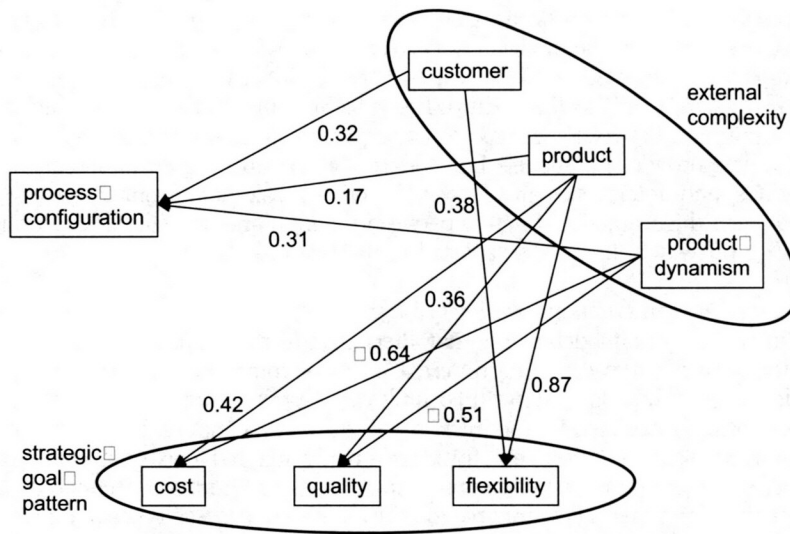 customer
external
complexity
0.32
product
process□
configuration
0.17
0.38
0.31
product□
dynamism
0.36
□0.64
0.42
□0.51
0.87
strategic□
goal□
pattern
cost
quality
flexibility